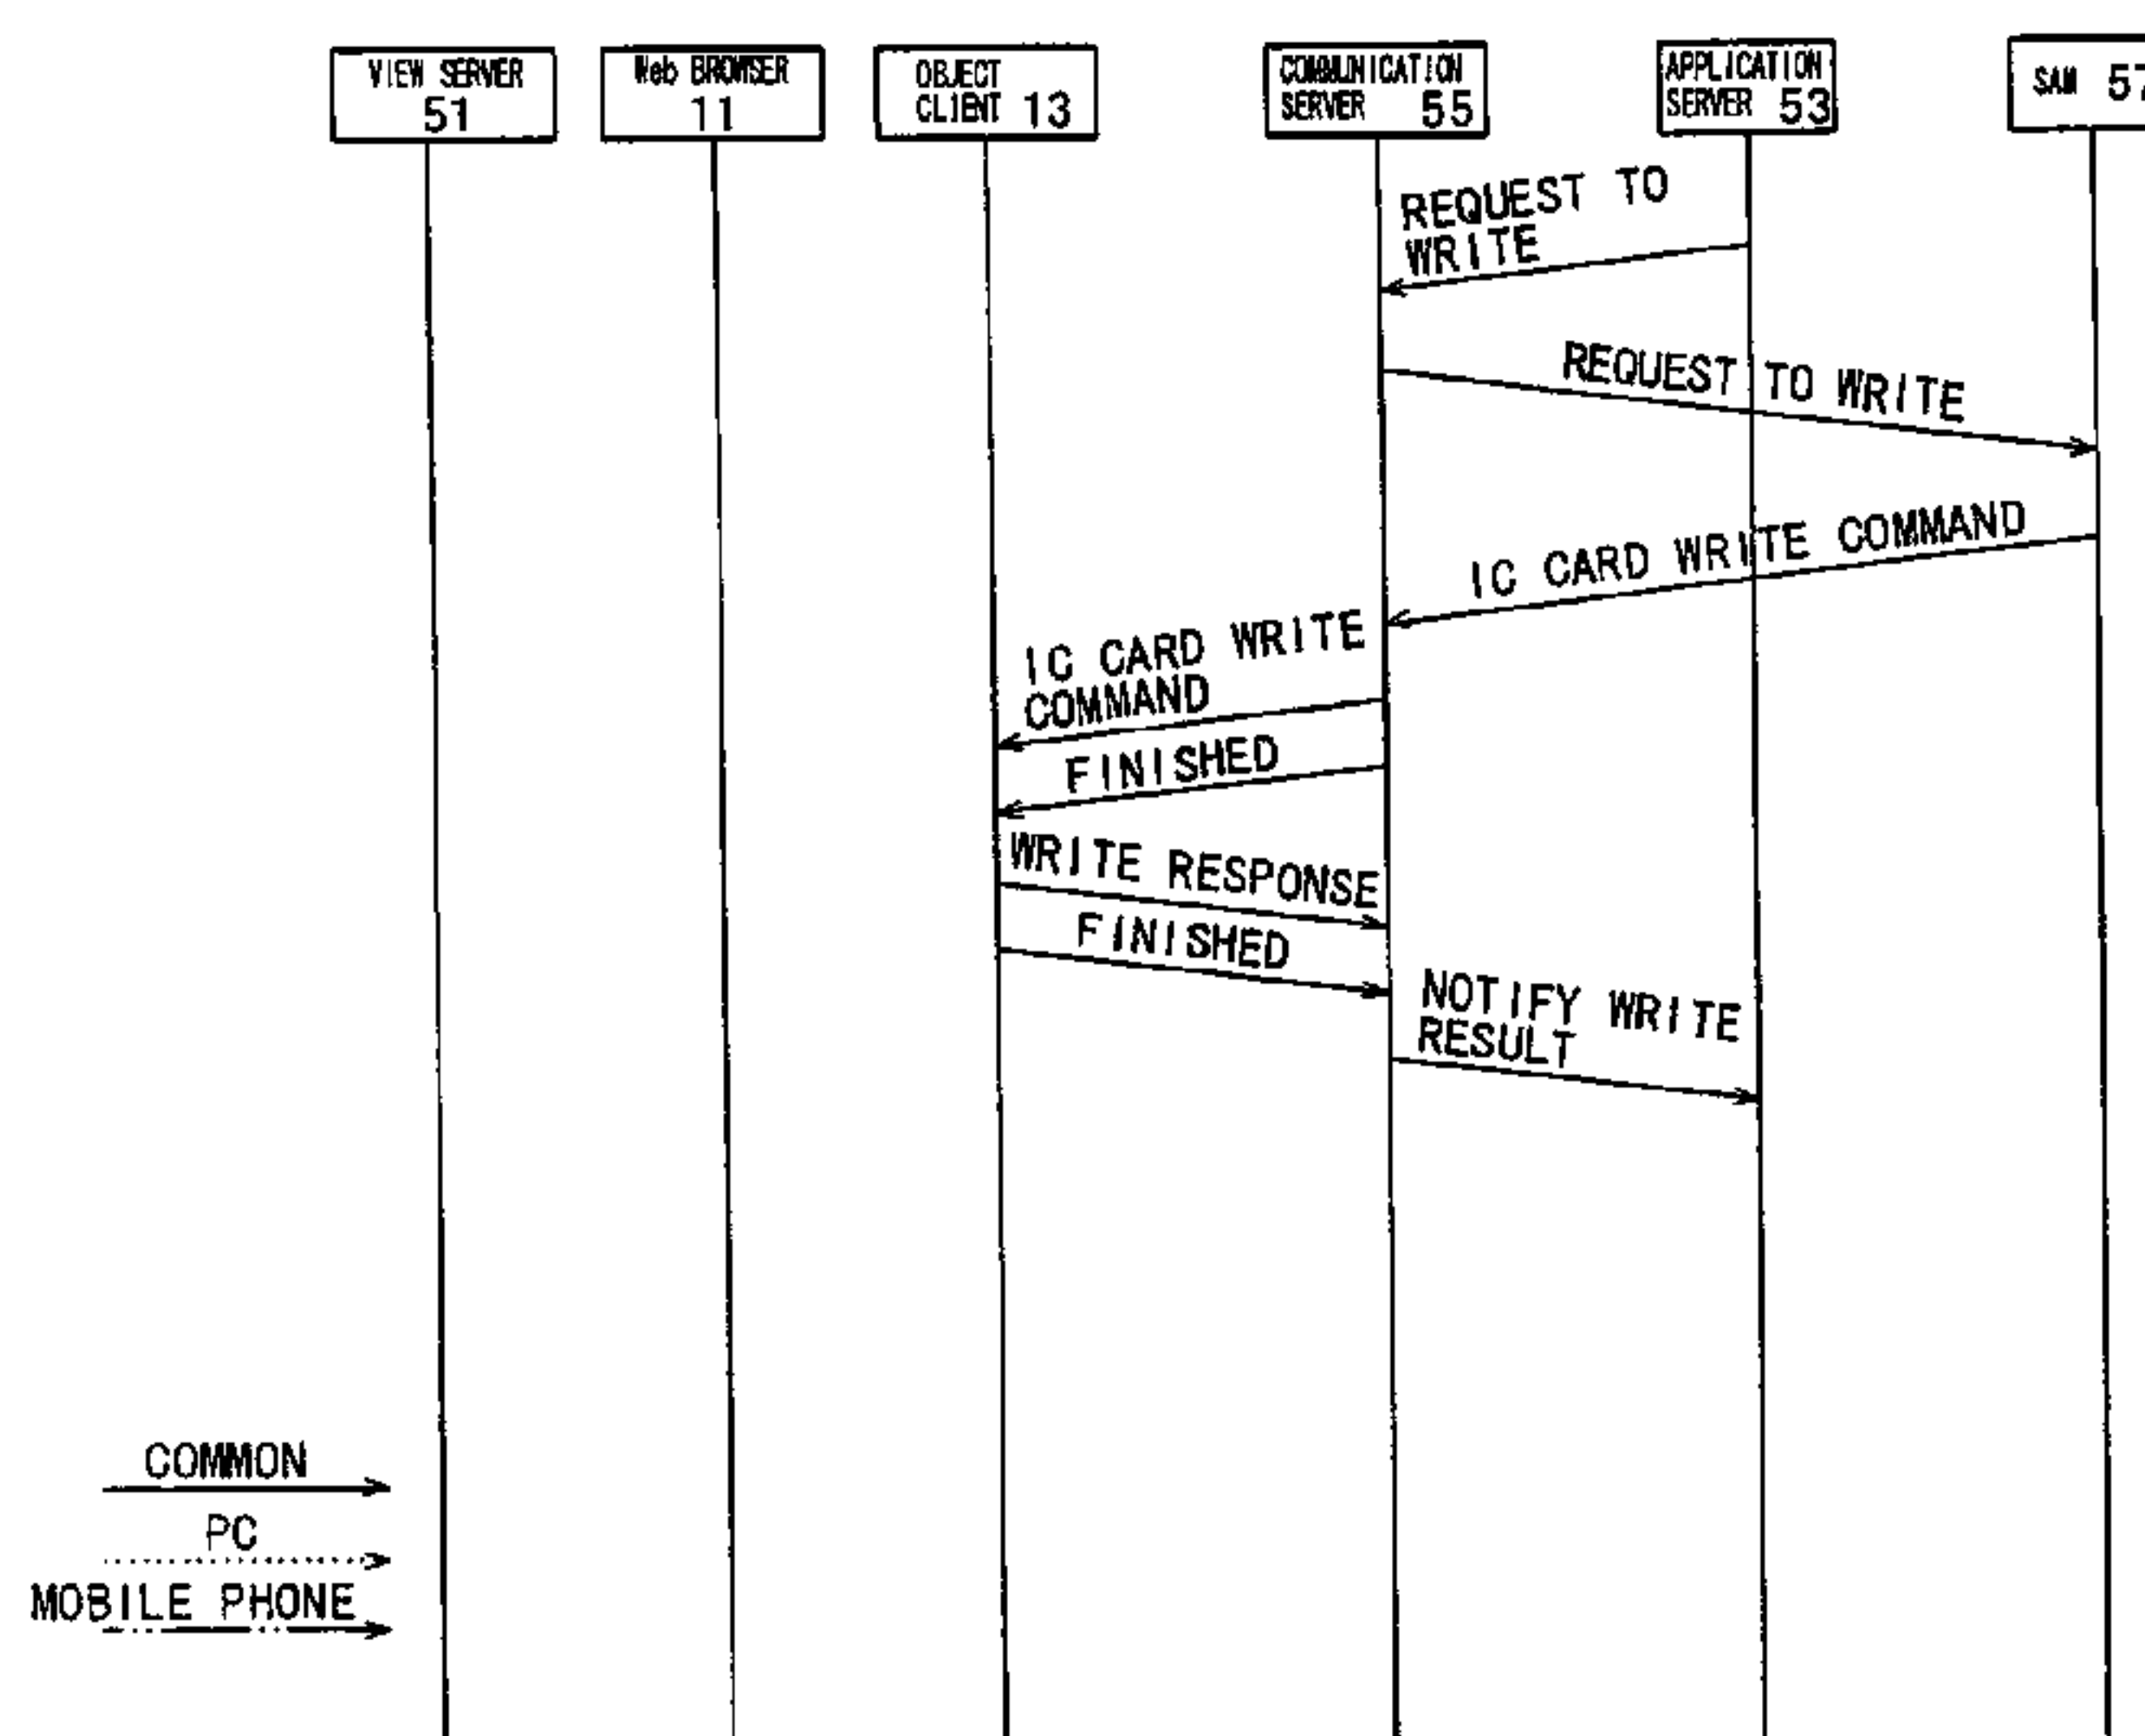 VIEW SERVER
51
Web BROWSER
11
OBJECT
CLIENT 13
COMMUNICATION
SERVER 55
APPLICATION
SERVER 53
SAM 57
REQUEST TO
WRITE
REQUEST TO WRITE
IC CARD WRITE COMMAND
IC CARD WRITE
COMMAND
FINISHED
WRITE RESPONSE
FINISHED
NOTIFY WRITE
RESULT
COMMON
PC
MOBILE PHONE